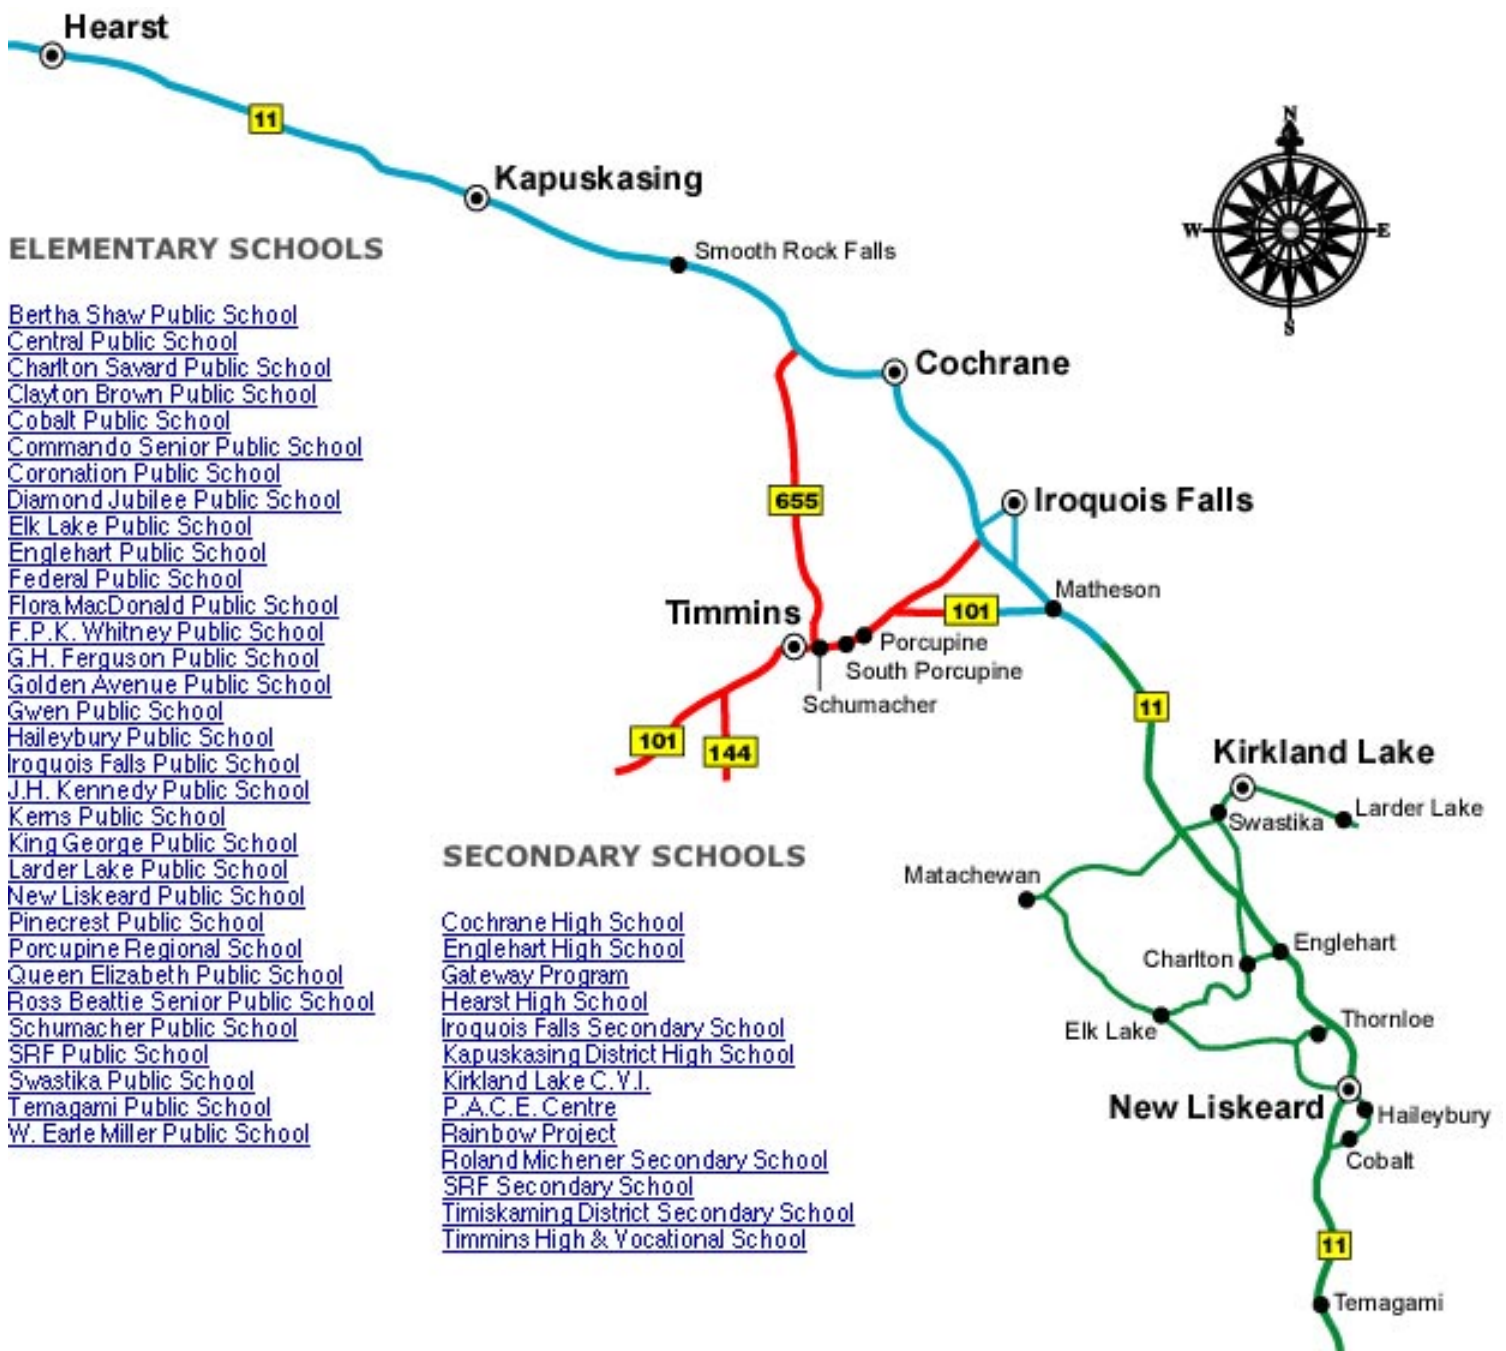 Hearst
11
Kapuskasing
N
W
E
S
Smooth Rock Falls
Cochrane
655
Iroquois Falls
Matheson
Timmins
101
Porcupine
South Porcupine
Schumacher
101
144
11
Kirkland Lake
Larder Lake
Swastika
Matachewan
Englehart
Charlton
Thornloe
Elk Lake
New Liskeard
Haileybury
Cobalt
11
Temagami
ELEMENTARY SCHOOLS
Bertha Shaw Public School
Central Public School
Charlton Savard Public School
Clayton Brown Public School
Cobalt Public School
Commando Senior Public School
Coronation Public School
Diamond Jubilee Public School
Elk Lake Public School
Englehart Public School
Federal Public School
Flora MacDonald Public School
F.P.K. Whitney Public School
G.H. Ferguson Public School
Golden Avenue Public School
Gwen Public School
Haileybury Public School
Iroquois Falls Public School
J.H. Kennedy Public School
Kerns Public School
King George Public School
Larder Lake Public School
New Liskeard Public School
Pinecrest Public School
Porcupine Regional School
Queen Elizabeth Public School
Ross Beattie Senior Public School
Schumacher Public School
SRF Public School
Swastika Public School
Temagami Public School
W. Earle Miller Public School
SECONDARY SCHOOLS
Cochrane High School
Englehart High School
Gateway Program
Hearst High School
Iroquois Falls Secondary School
Kapuskasing District High School
Kirkland Lake C.V.I.
P.A.C.E. Centre
Rainbow Project
Roland Michener Secondary School
SRF Secondary School
Timiskaming District Secondary School
Timmins High & Vocational School